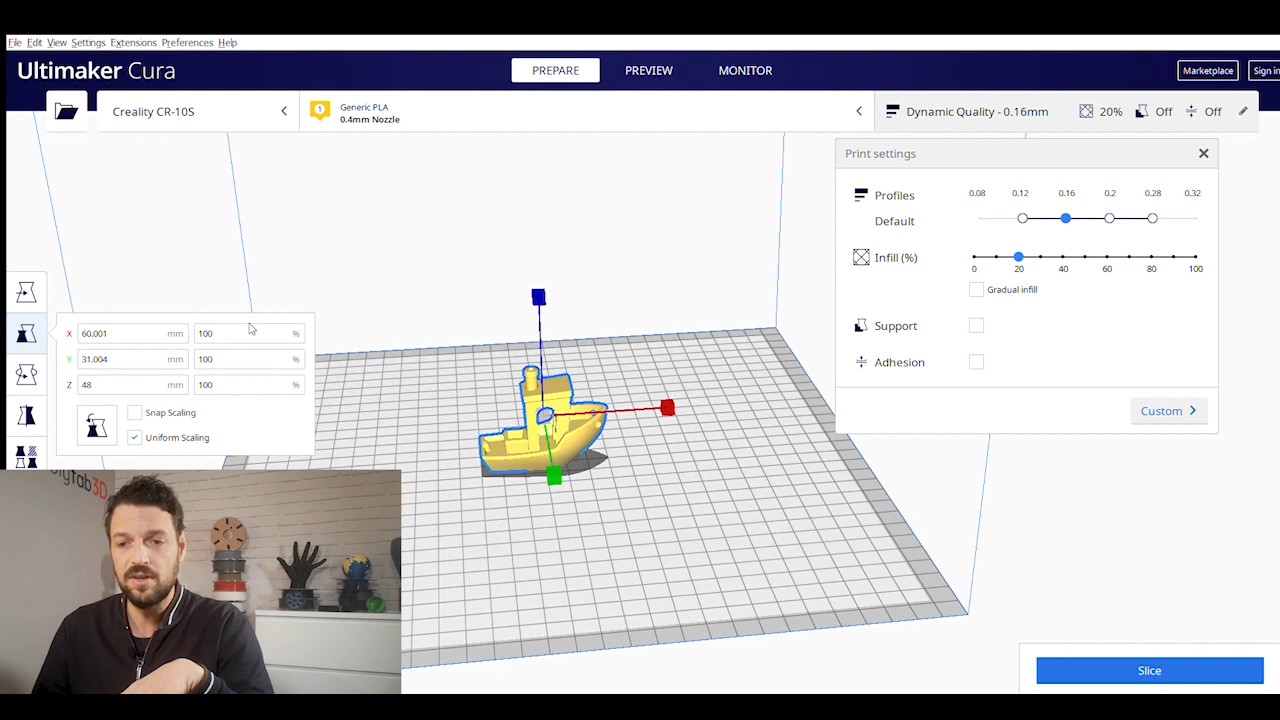 File Edit View Settings Extensions Preferences Help
Ultimaker Cura
PREPARE PREVIEW MONITOR
Marketplace
Sign in
Creality CR-10S
1
Generic PLA
0.4mm Nozzle
Dynamic Quality - 0.16mm
20%
Off
Off
Print settings
Profiles
0.08 0.12 0.16 0.2 0.28 0.32
Default
Infill (%)
0 20 40 60 80 100
Gradual infill
Support
Adhesion
Custom
X 60.001 mm 100 %
Y 31.004 mm 100 %
Z 48 mm 100 %
Snap Scaling
Uniform Scaling
Slice